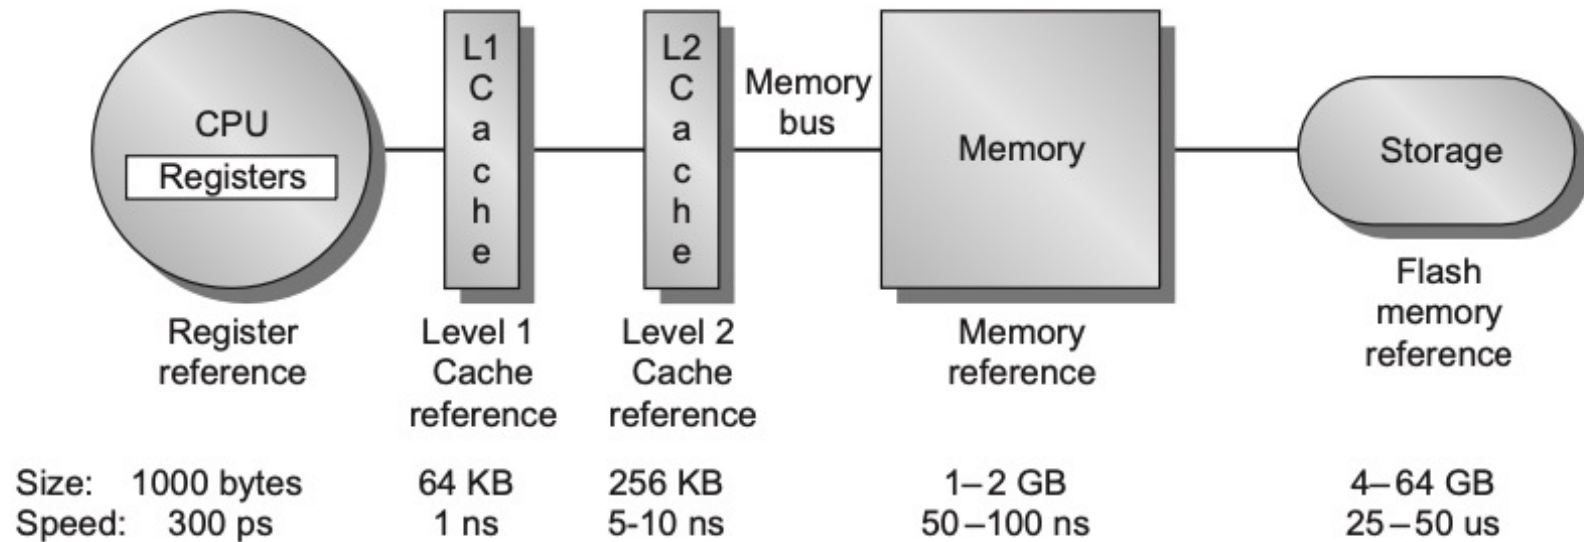 CPU
Registers
L1
C
a
c
h
e
L2
C
a
c
h
e
Memory
bus
Memory
Storage
Register
reference
Level 1
Cache
reference
Level 2
Cache
reference
Memory
reference
Flash
memory
reference
Size: 1000 bytes 64 KB 256 KB 1–2 GB 4–64 GB
Speed: 300 ps 1 ns 5-10 ns 50–100 ns 25–50 us